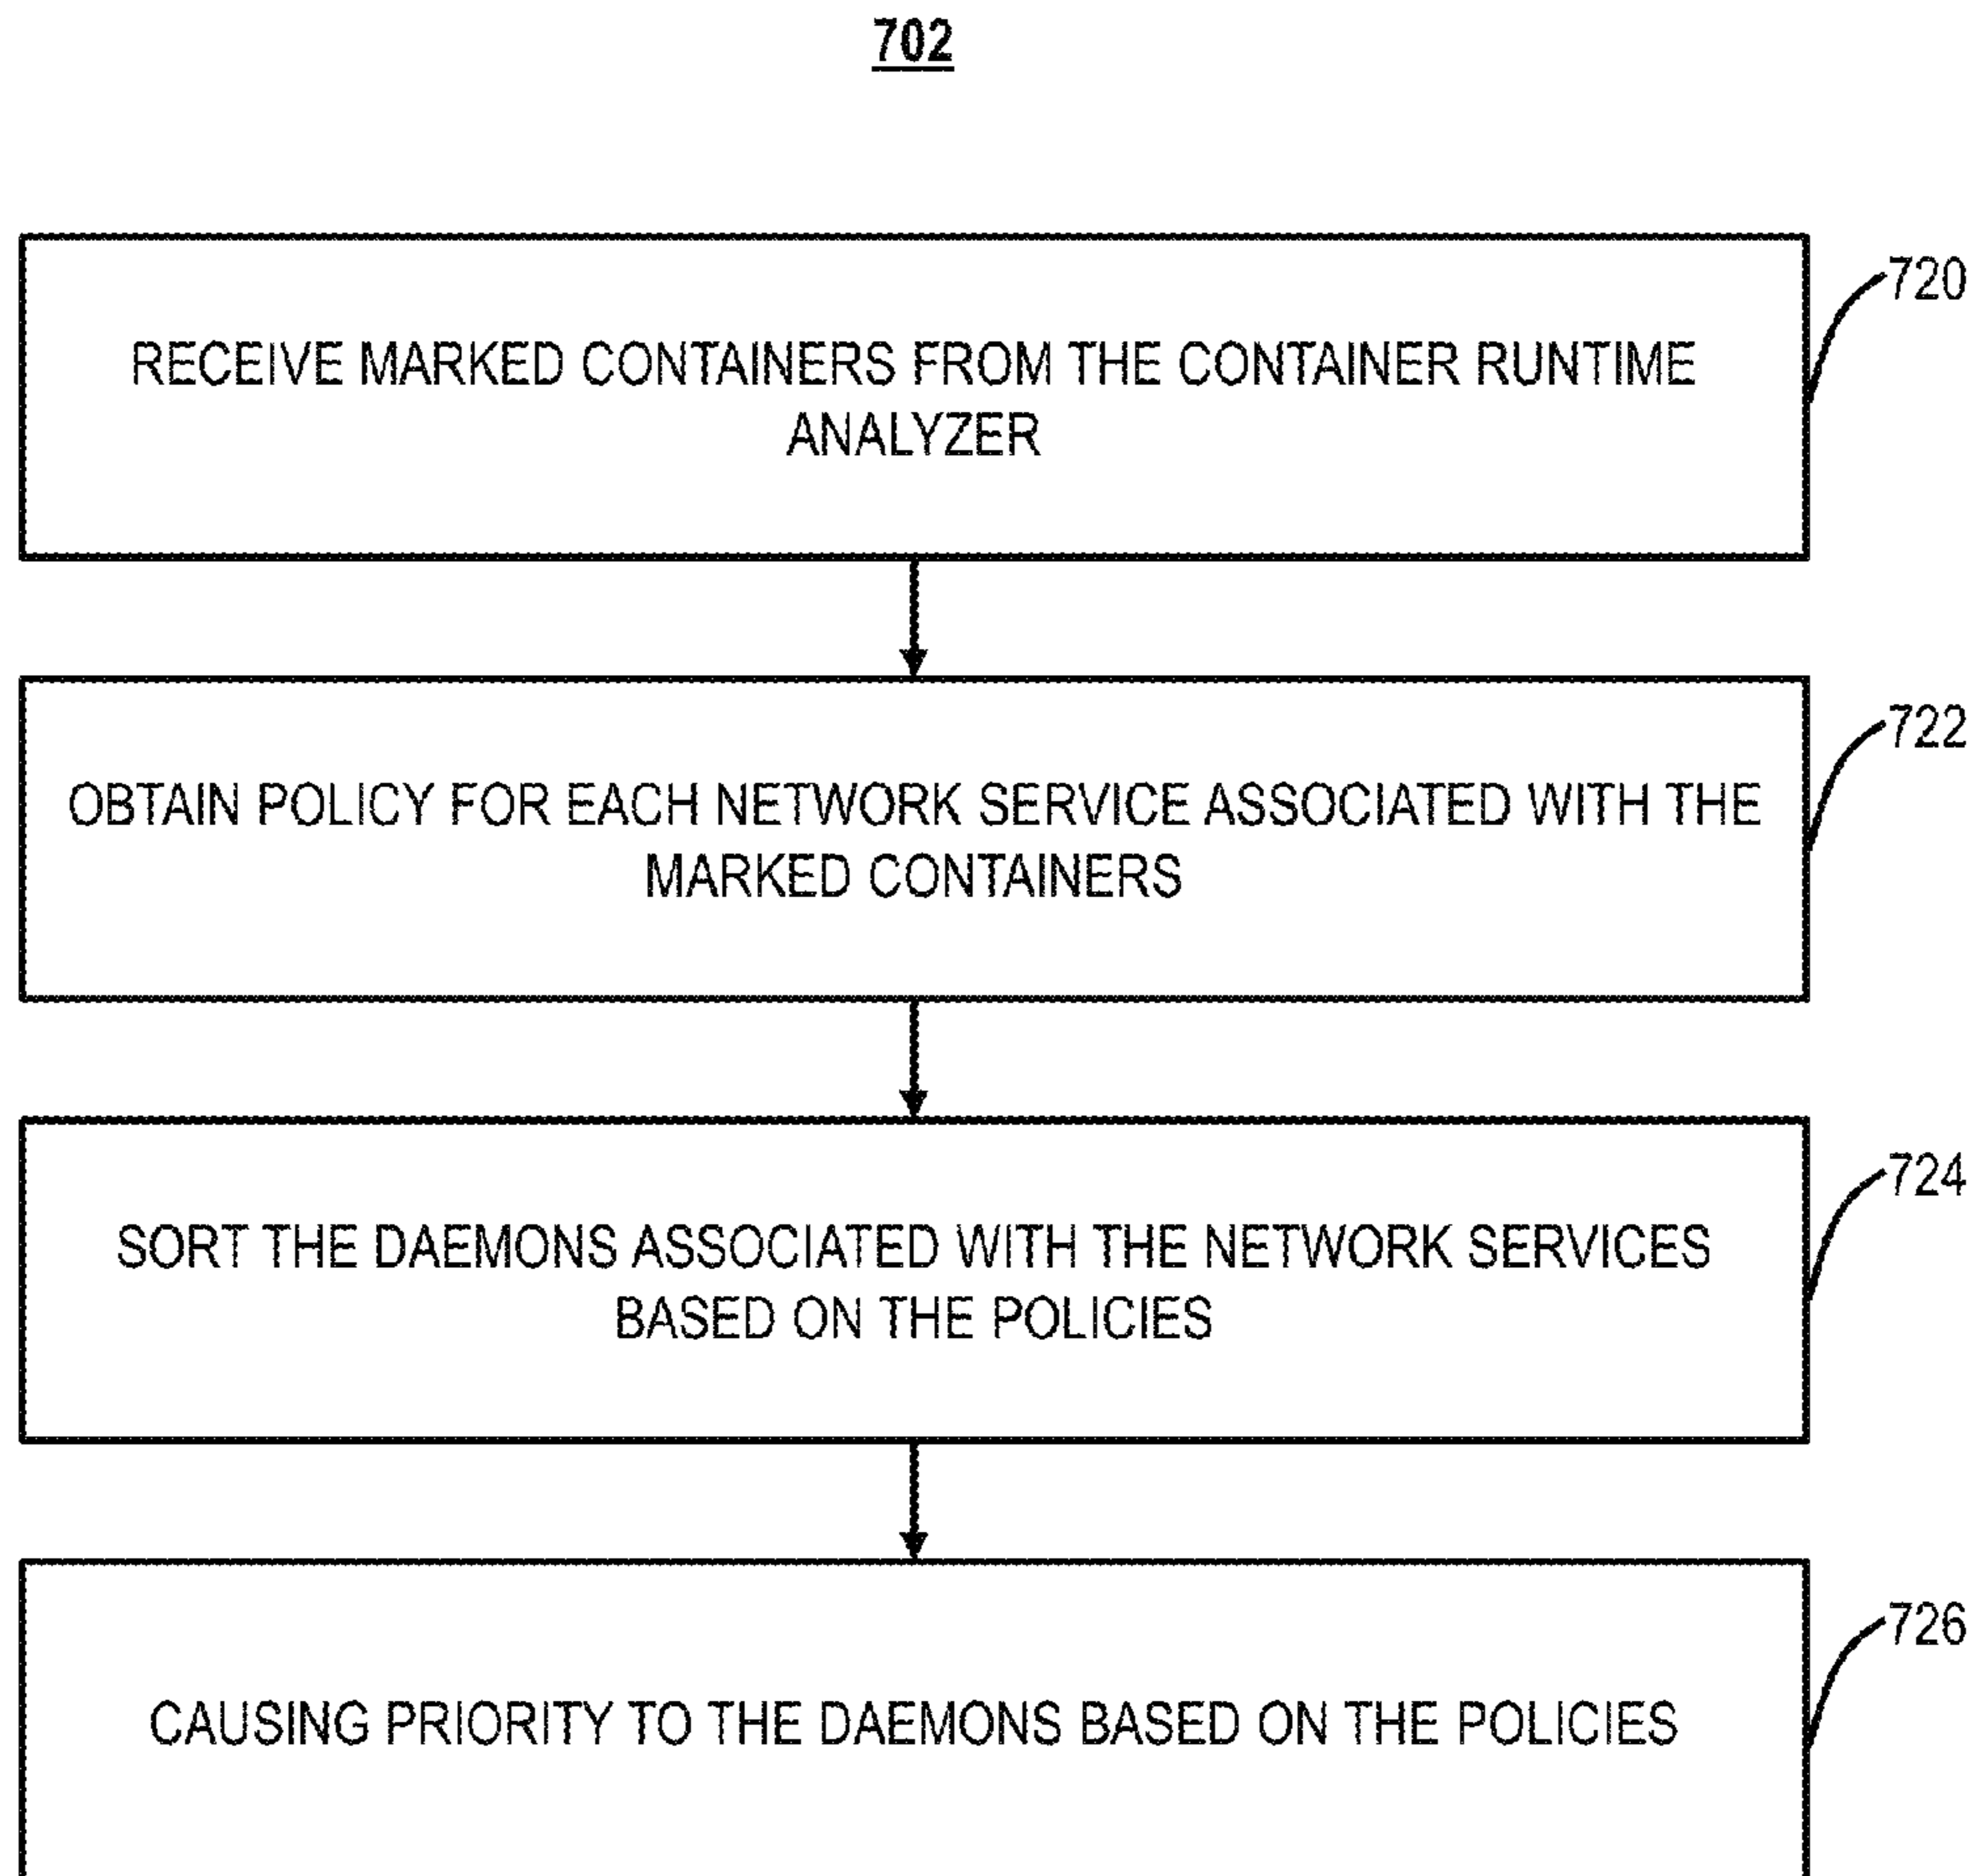 702
RECEIVE MARKED CONTAINERS FROM THE CONTAINER RUNTIME
ANALYZER
720
OBTAIN POLICY FOR EACH NETWORK SERVICE ASSOCIATED WITH THE
MARKED CONTAINERS
722
SORT THE DAEMONS ASSOCIATED WITH THE NETWORK SERVICES
BASED ON THE POLICIES
724
CAUSING PRIORITY TO THE DAEMONS BASED ON THE POLICIES
726